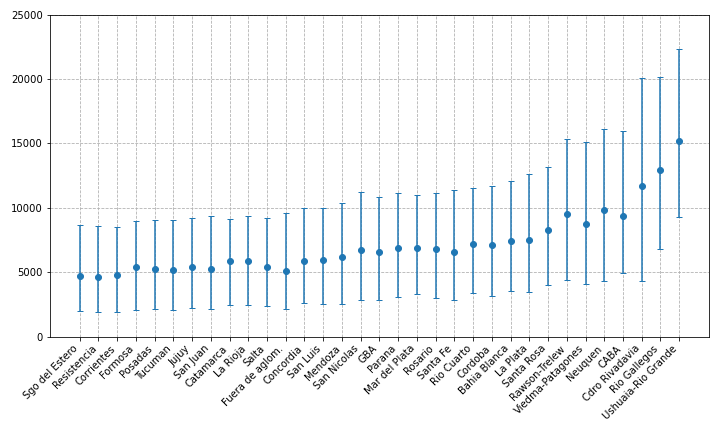 25000
20000
15000
10000
5000
0
Sgo del Estero
Resistencia
Corrientes
Formosa
Posadas
Tucuman
Jujuy
San Juan
Catamarca
La Rioja
Salta
Fuera de aglom.
Concordia
San Luis
Mendoza
San Nicolas
GBA
Parana
Mar del Plata
Rosario
Santa Fe
Rio Cuarto
Cordoba
Bahia Blanca
La Plata
Santa Rosa
Rawson-Trelew
Viedma-Patagones
Neuquen
CABA
Cdro Rivadavia
Rio Gallegos
Ushuaia-Rio Grande